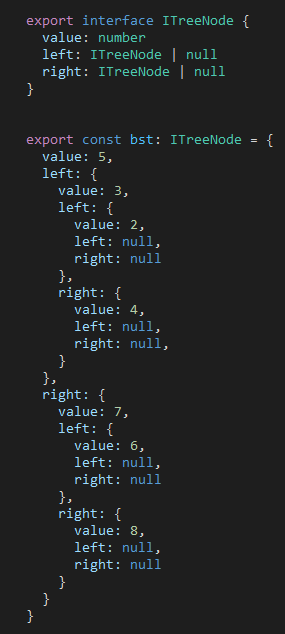 export interface ITreeNode {
  value: number
  left: ITreeNode | null
  right: ITreeNode | null
}
export const bst: ITreeNode = {
  value: 5,
  left: {
    value: 3,
    left: {
      value: 2,
      left: null,
      right: null
    },
    right: {
      value: 4,
      left: null,
      right: null,
    }
  },
  right: {
    value: 7,
    left: {
      value: 6,
      left: null,
      right: null
    },
    right: {
      value: 8,
      left: null,
      right: null
    }
  }
}